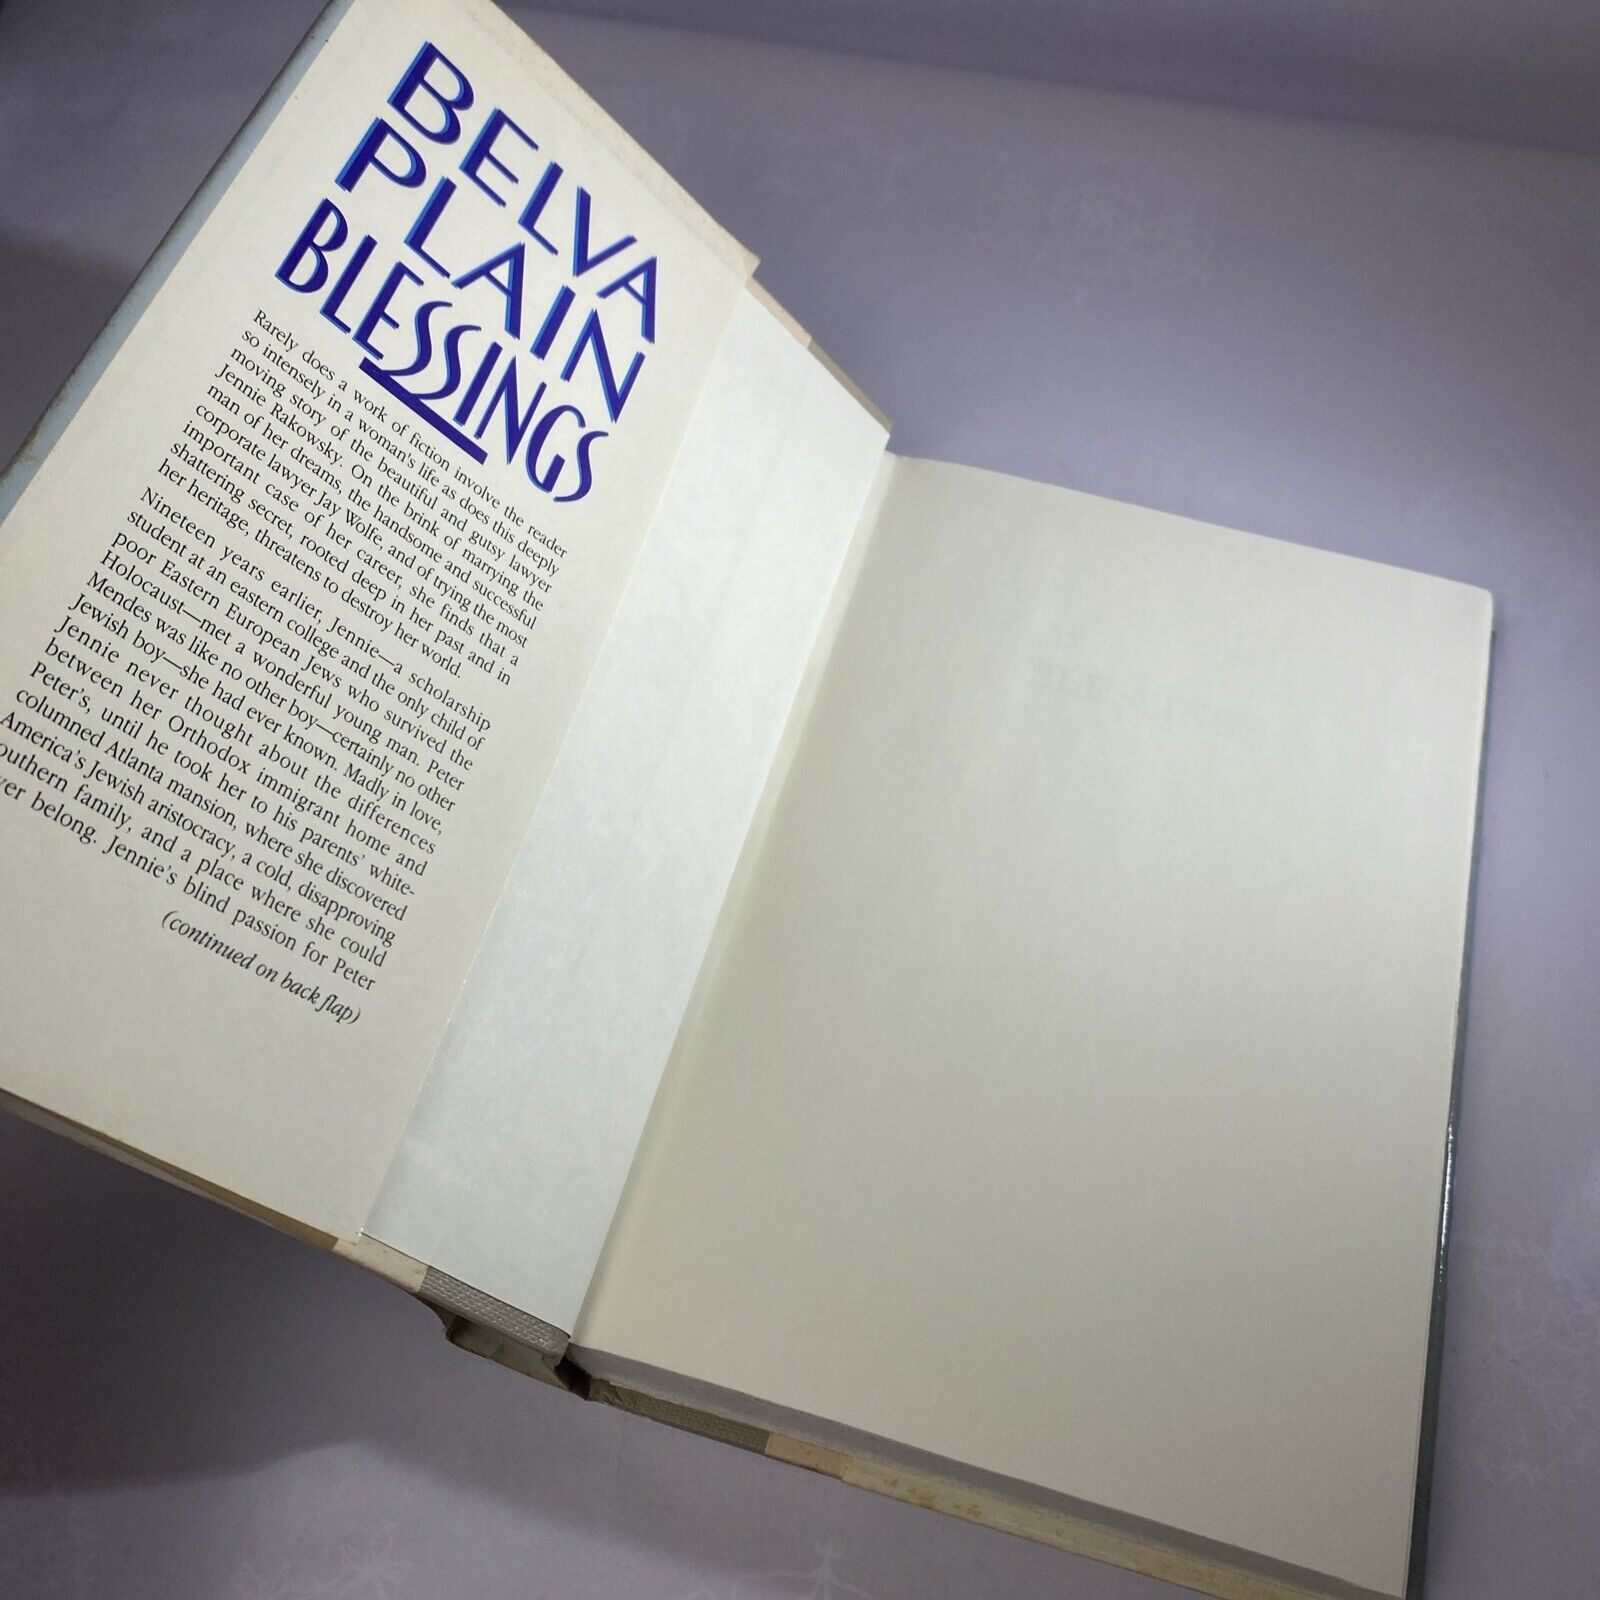 BELVA
PLAIN
BLESSINGS
Rarely does a work of fiction involve the reader
so intensely in a woman's life as does this deeply
moving story of the beautiful and gutsy lawyer
Jennie Rakowsky. On the brink of marrying the
man of her dreams, the handsome and successful
corporate lawyer Jay Wolfe, and of trying the most
important case of her career, she finds that a
shattering secret, rooted deep in her past and in
her heritage, threatens to destroy her world.
Nineteen years earlier, Jennie—a scholarship
student at an eastern college and the only child of
poor Eastern European Jews who survived the
Holocaust—met a wonderful young man. Peter
Mendes was like no other boy—certainly no other
Jewish boy—she had ever known. Madly in love,
Jennie never thought about the differences
between her Orthodox immigrant home and
Peter's, until he took her to his parents' white-
columned Atlanta mansion, where she discovered
America's Jewish aristocracy, a cold, disapproving
outhern family, and a place where she could
ver belong. Jennie's blind passion for Peter
(continued on back flap)